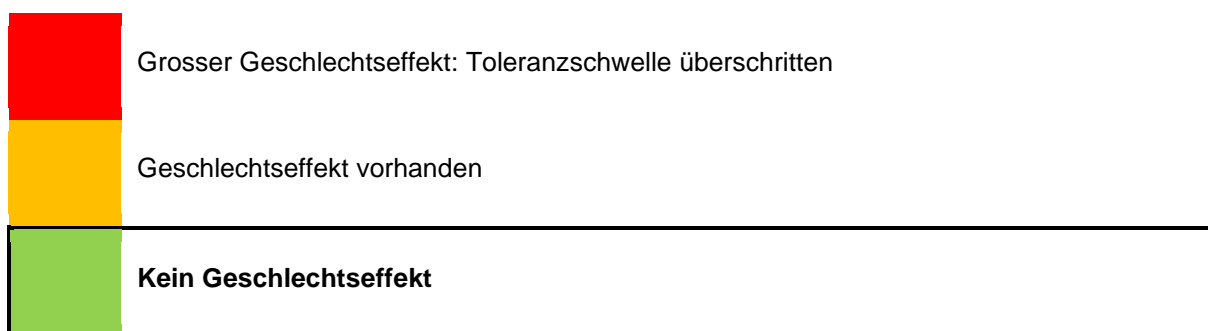 Grosser Geschlechtseffekt: Toleranzschwelle überschritten
Geschlechtseffekt vorhanden
Kein Geschlechtseffekt